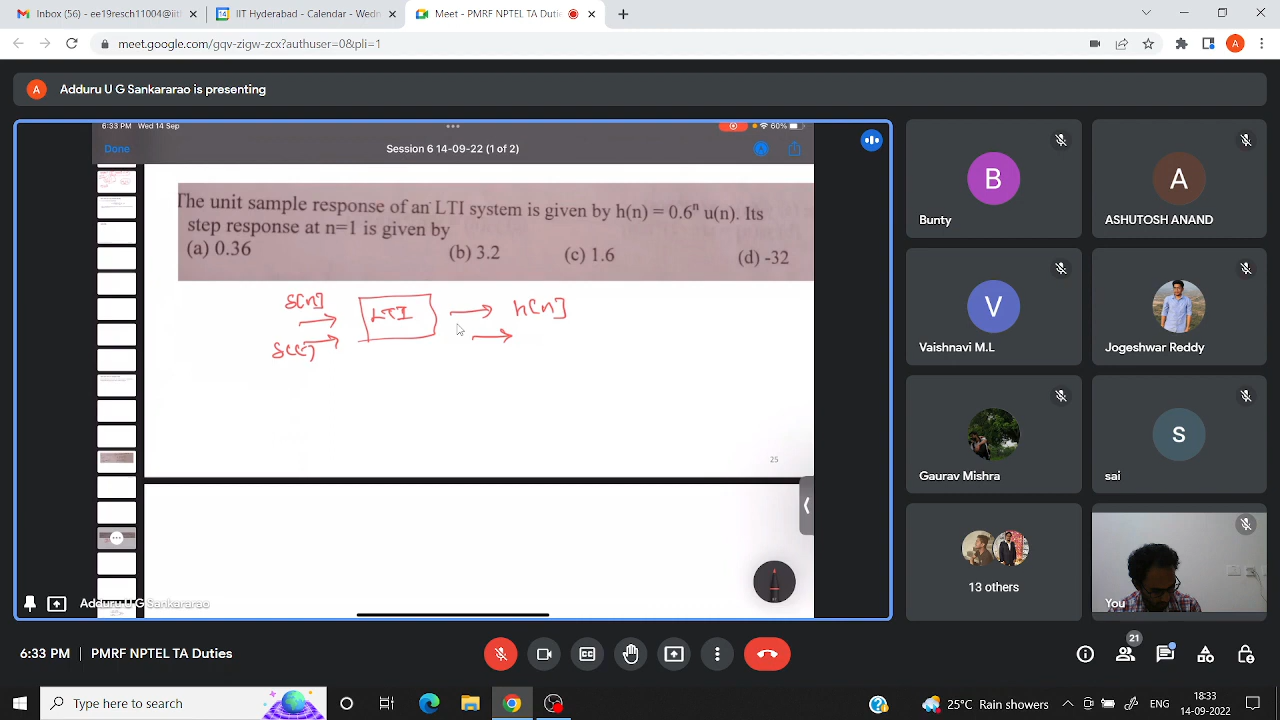 Inbox (56) - ee19resch11004@iith
IIT Hyderabad - Calendar - Wedn
Meet - PMRF NPTEL TA Duties
meet.google.com/gqv-zigw-zcx?authuser=0&pli=1
A
A
Adduru U G Sankararao is presenting
6:33 PM Wed 14 Sep
60%
Done
Session 6 14-09-22 (1 of 2)
The unit sample response of an LTI system is given by h(n) = 0.6ⁿ u(n). Its
step response at n=1 is given by
(a) 0.36 (b) 3.2 (c) 1.6 (d) -32
δ[n] LTI h[n]
25
Adduru U G Sankararao
B
Bunty
A
ASHUTOSH ANAND
V
Vaishnavi M.L
Jogeshwar Reddy
Gaurav Mishra
S
sai
13 others
You
6:33 PM | PMRF NPTEL TA Duties
21
Type here to search
25°C Rain showers
18:33
14-09-2022